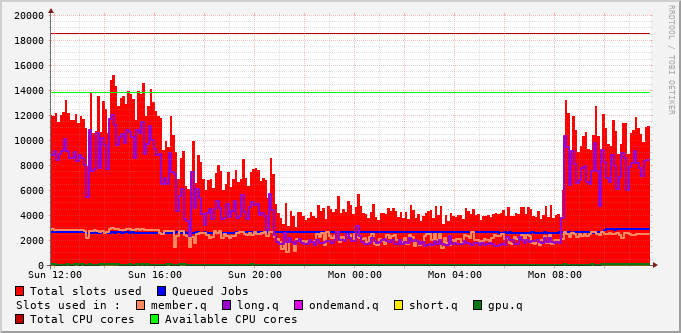 20000
18000
16000
14000
12000
10000
8000
6000
4000
2000
0
Sun 12:00 Sun 16:00 Sun 20:00 Mon 00:00 Mon 04:00 Mon 08:00
RRDTOOL / TOBI OETIKER
Total slots used Queued Jobs
Slots used in : member.q long.q ondemand.q short.q gpu.q
Total CPU cores Available CPU cores